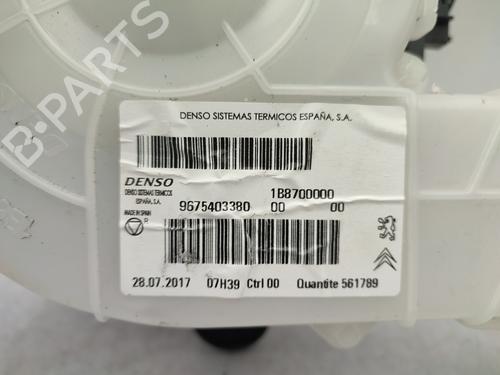 B-PARTS
DENSO SISTEMAS TERMICOS ESPAÑA, S.A.
DENSO 1B8700000
DENSO SISTEMAS TERMICOS
ESPAÑA, S.A.
9675403380 00 00
MADE IN SPAIN
28.07.2017 07H39 Ctrl 00 Quantite 561789